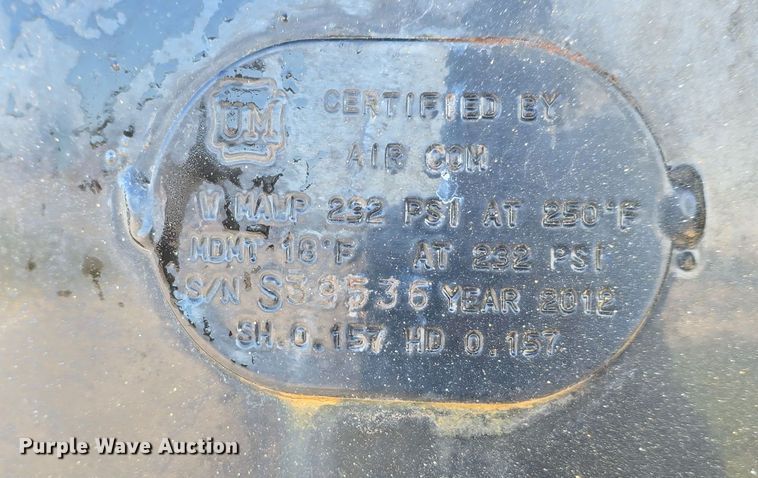 UM CERTIFIED BY
AIR COM
W MAWP 232 PSI AT 250°F
MDMT 18°F AT 232 PSI
S/N S39536 YEAR 2012
SH.0.157 HD 0.157
Purple Wave Auction